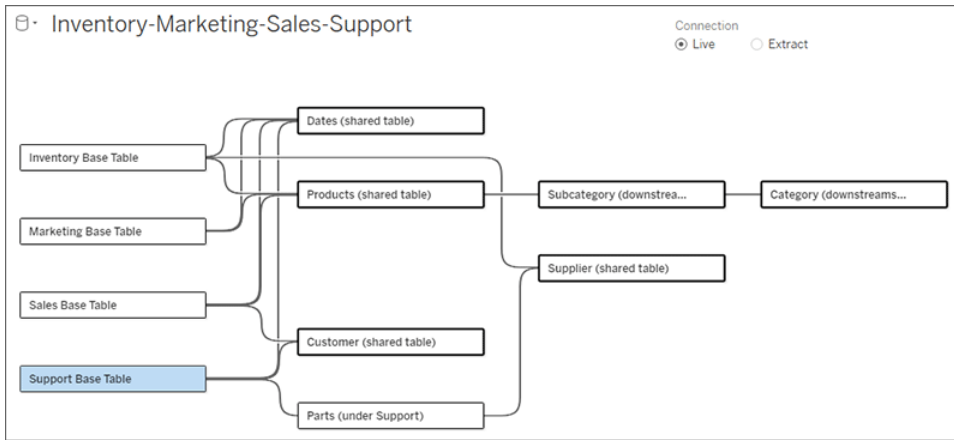 Inventory-Marketing-Sales-Support
Connection
Live Extract
Dates (shared table)
Inventory Base Table
Products (shared table)
Subcategory (downstrea...
Category (downstreams...
Marketing Base Table
Supplier (shared table)
Sales Base Table
Customer (shared table)
Support Base Table
Parts (under Support)